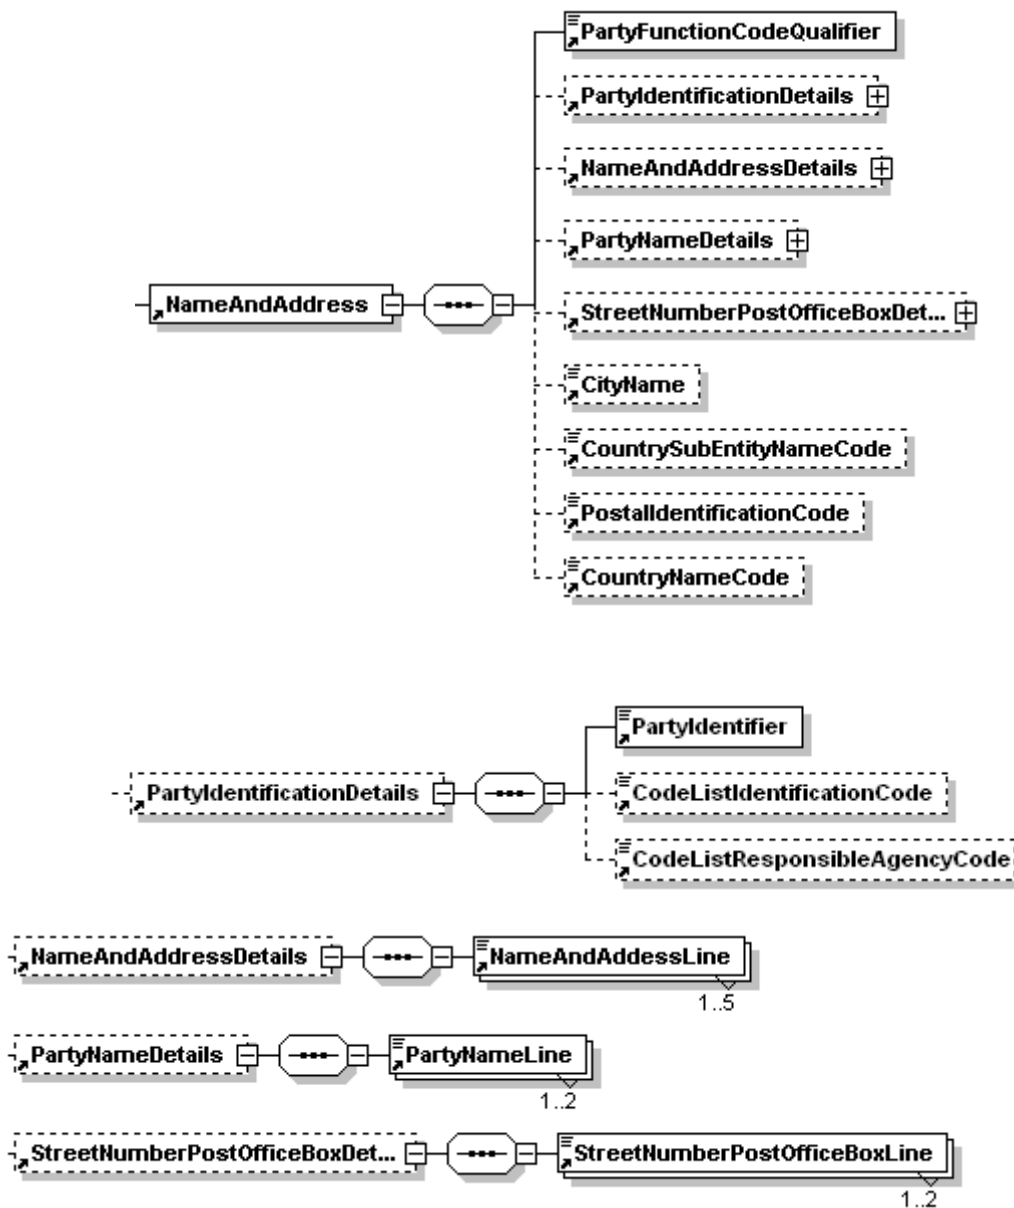 PartyFunctionCodeQualifier
PartyIdentificationDetails
NameAndAddressDetails
PartyNameDetails
NameAndAddress
StreetNumberPostOfficeBoxDet...
CityName
CountrySubEntityNameCode
PostalIdentificationCode
CountryNameCode
PartyIdentifier
PartyIdentificationDetails
CodeListIdentificationCode
CodeListResponsibleAgencyCode
NameAndAddressDetails
NameAndAddessLine
1..5
PartyNameDetails
PartyNameLine
1..2
StreetNumberPostOfficeBoxDet...
StreetNumberPostOfficeBoxLine
1..2